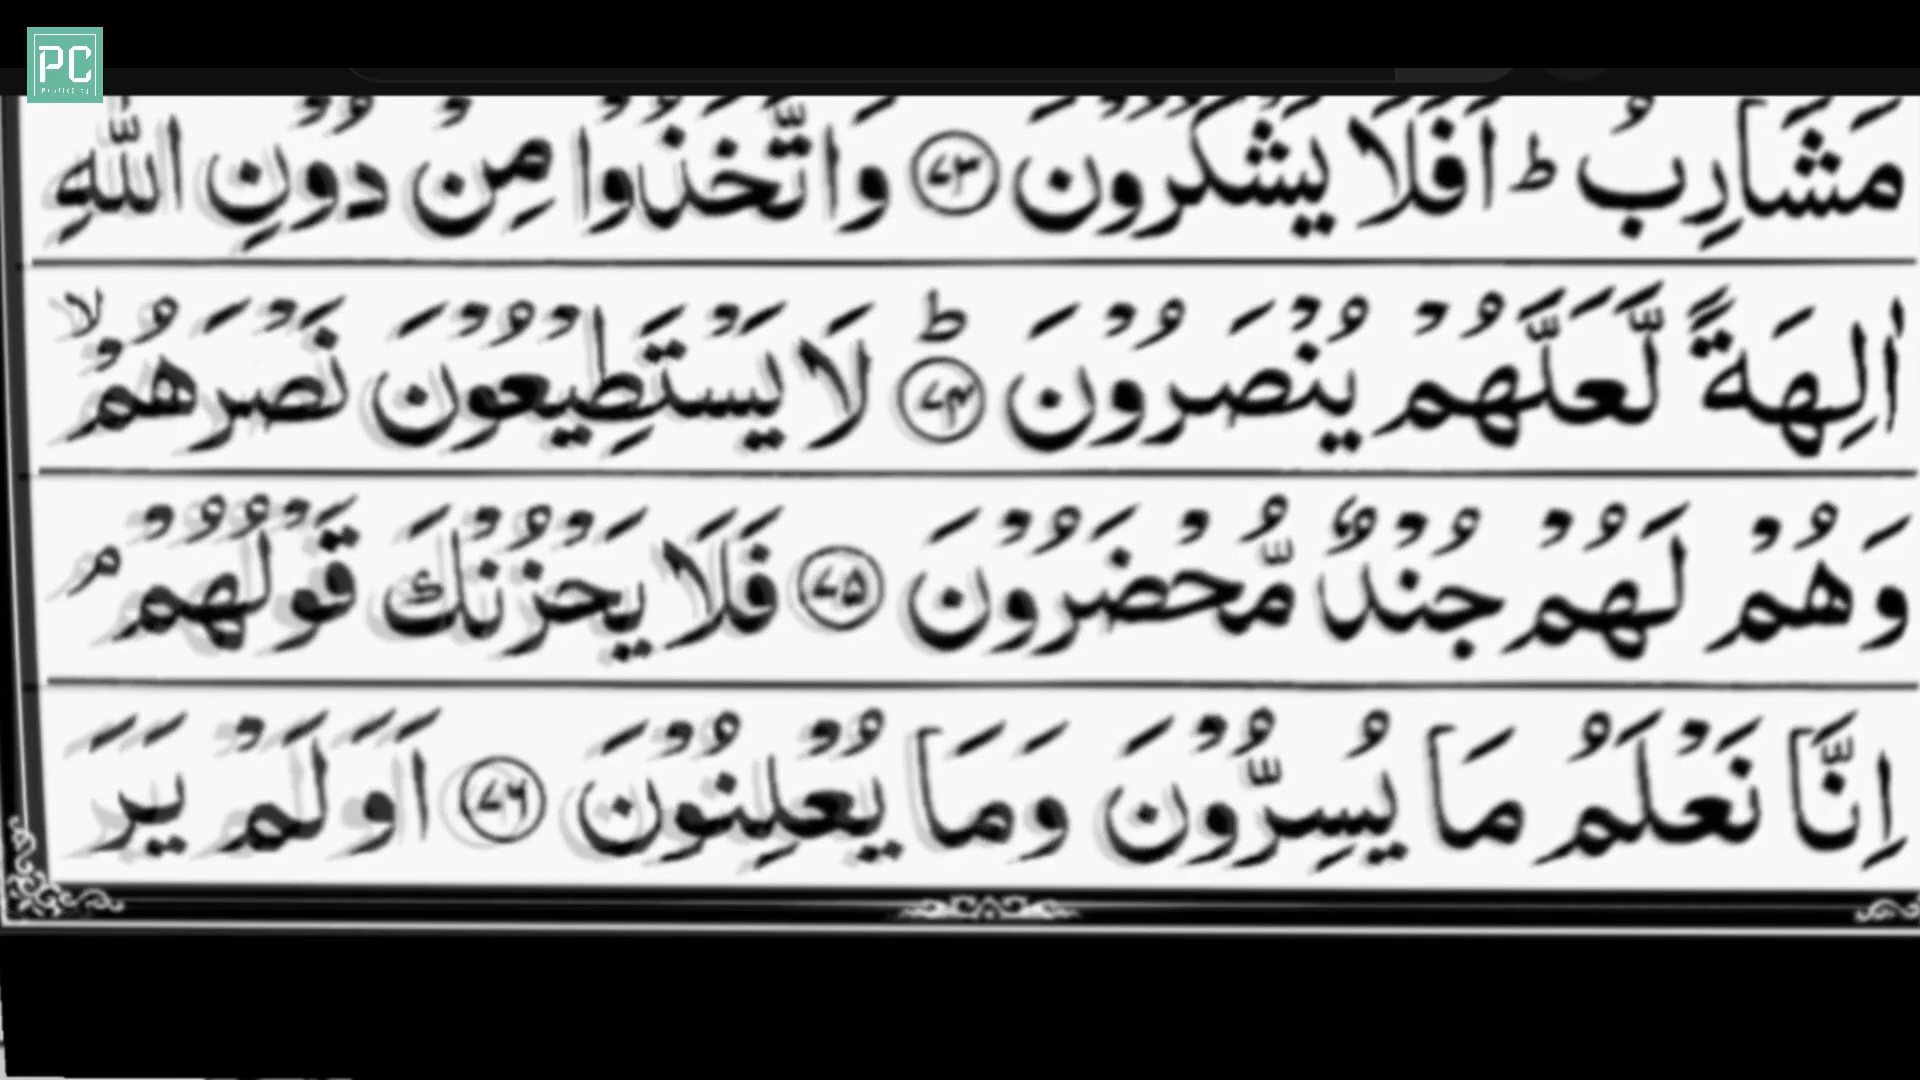 PC
مَشَارِبُ ؕ اَفَلَا يَشْكُرُوْنَ ﴿۷۳﴾ وَاتَّخَذُوْا مِنْ دُوْنِ اللّٰهِ
اٰلِهَةً لَّعَلَّهُمْ يُنْصَرُوْنَ ﴿۷۴﴾ؕ لَا يَسْتَطِيْعُوْنَ نَصْرَهُمْ ۙ
وَهُمْ لَهُمْ جُنْدٌ مُّحْضَرُوْنَ ﴿۷۵﴾ فَلَا يَحْزُنْكَ قَوْلُهُمْ ۘ
اِنَّا نَعْلَمُ مَا يُسِرُّوْنَ وَمَا يُعْلِنُوْنَ ﴿۷۶﴾ اَوَلَمْ يَرَ